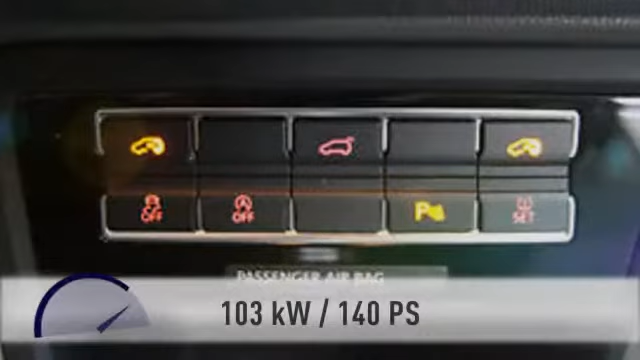 OFF
OFF
P
SET
PASSENGER AIR BAG
103 kW / 140 PS